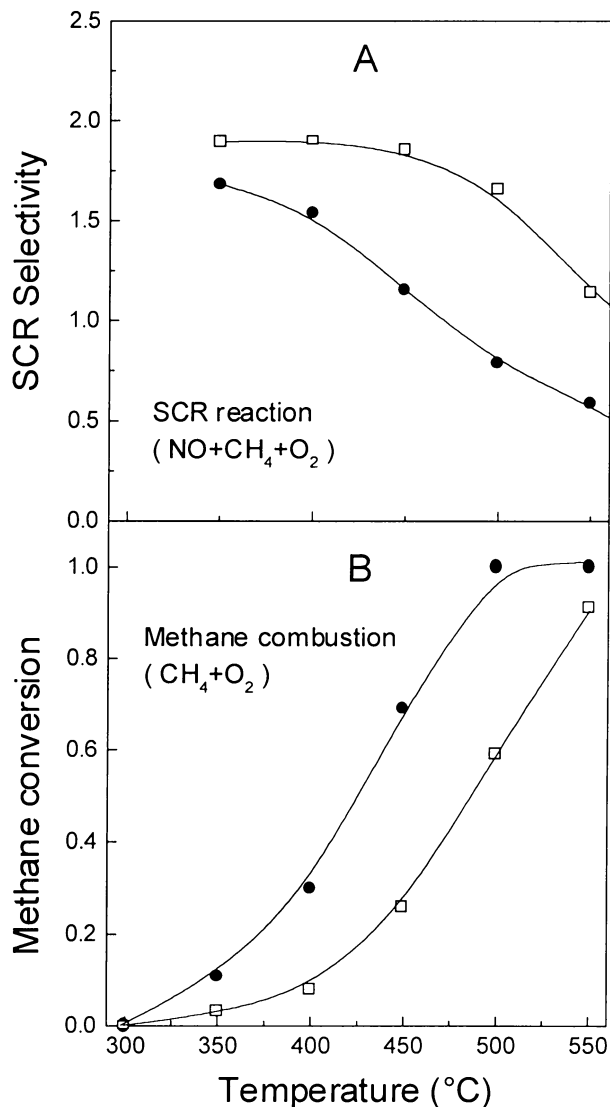 2.5
A
2.0
1.5
1.0
0.5
0.0
SCR Selectivity
SCR reaction
( NO+CH₄+O₂ )
B
1.0
0.8
0.6
0.4
0.2
0.0
Methane conversion
Methane combustion
( CH₄+O₂ )
300 350 400 450 500 550
Temperature (°C)